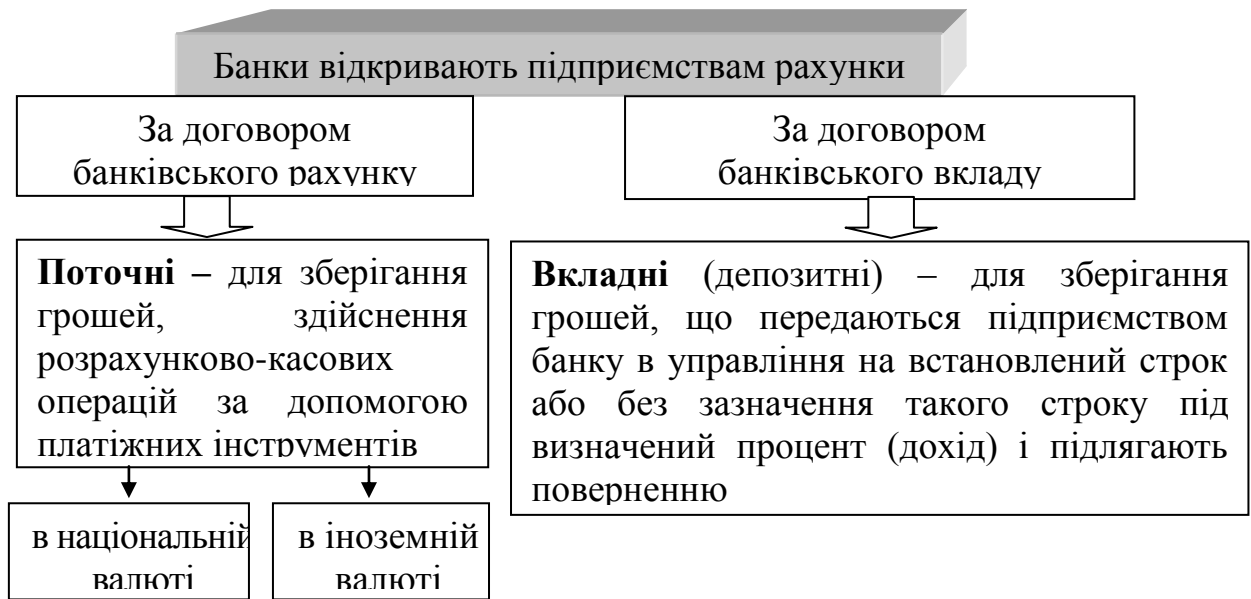 Банки відкривають підприємствам рахунки
За договором
банківського рахунку
За договором
банківського вкладу
Поточні – для зберігання
грошей, здійснення
розрахунково-касових
операцій за допомогою
платіжних інструментів
Вкладні (депозитні) – для зберігання
грошей, що передаються підприємством
банку в управління на встановлений строк
або без зазначення такого строку під
визначений процент (дохід) і підлягають
поверненню
в національній
валюті
в іноземній
валюті